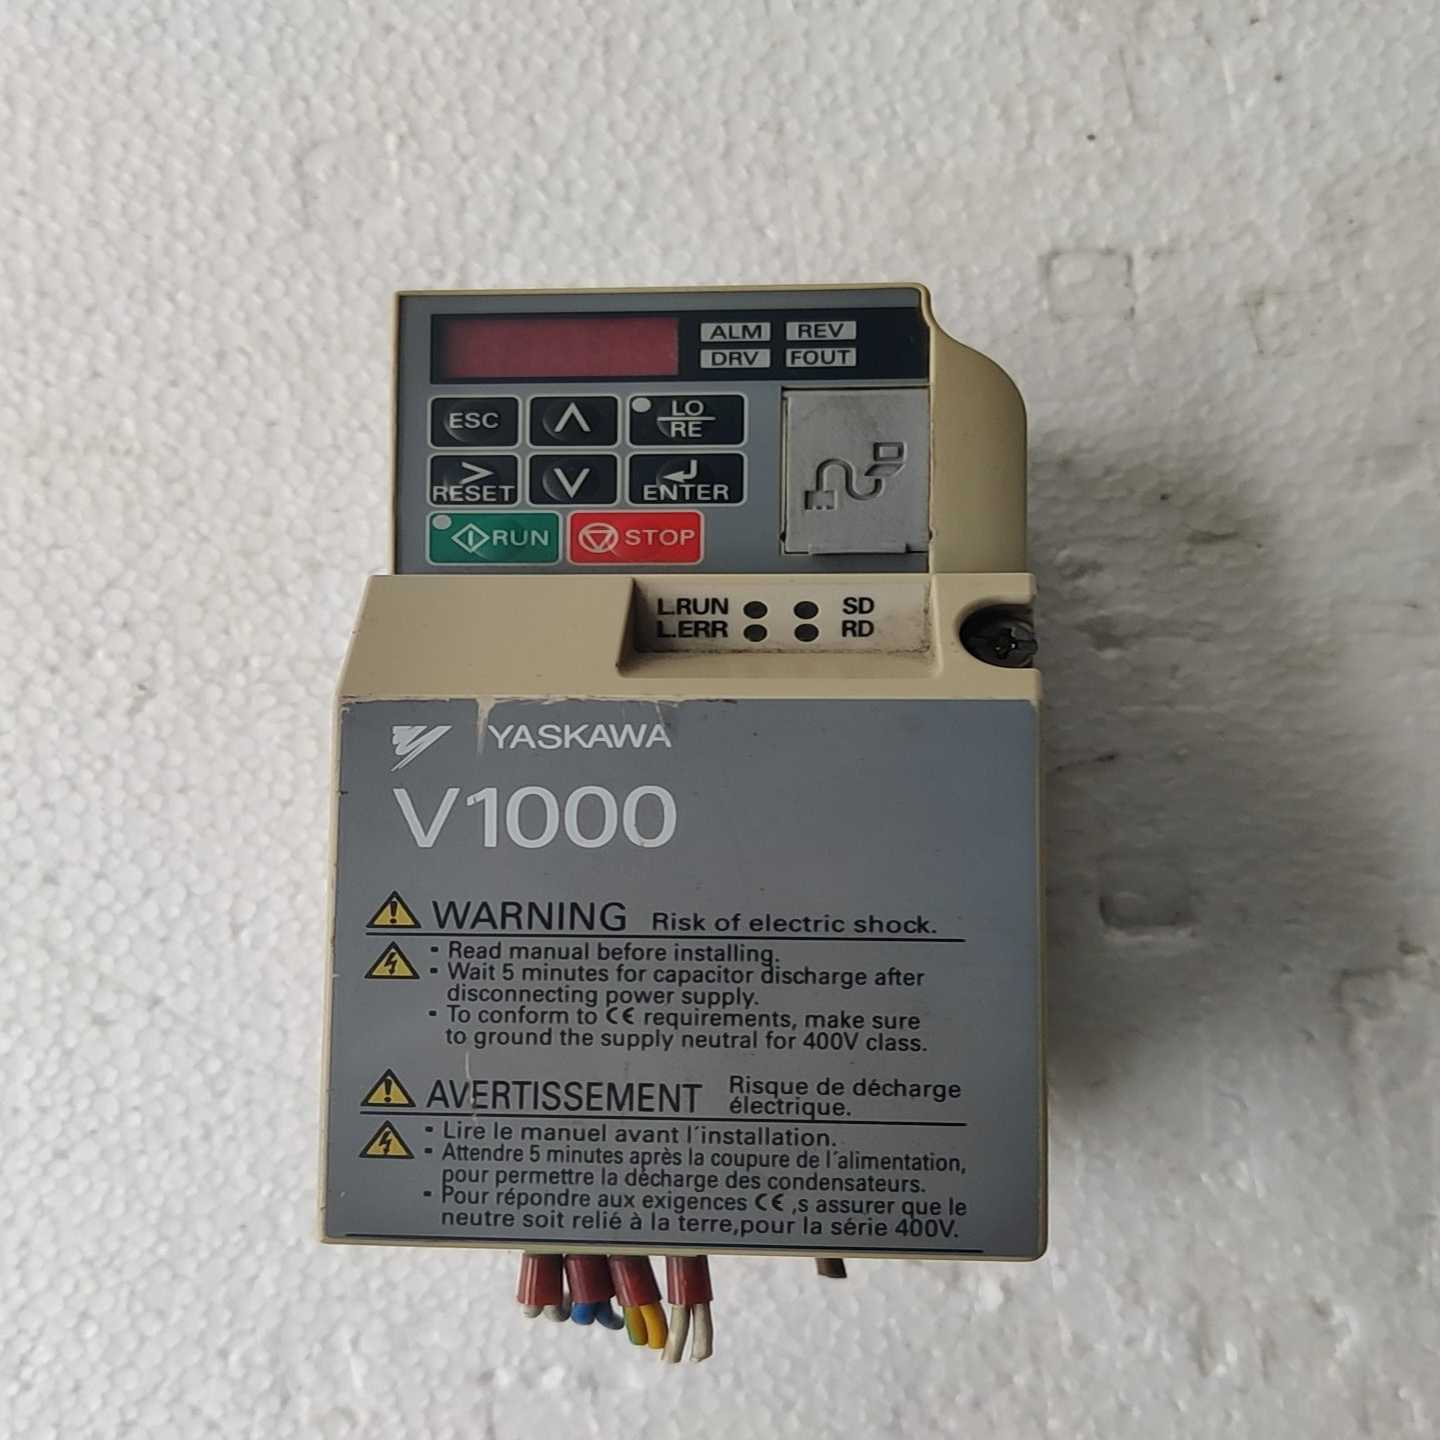 ALM REV
DRV FOUT
ESC LO
RE
RESET ENTER
RUN STOP
L.RUN SD
L.ERR RD
YASKAWA
V1000
WARNING Risk of electric shock.
Read manual before installing.
Wait 5 minutes for capacitor discharge after
disconnecting power supply.
To conform to CE requirements, make sure
to ground the supply neutral for 400V class.
AVERTISSEMENT Risque de décharge
électrique.
Lire le manuel avant l'installation.
Attendre 5 minutes après la coupure de l'alimentation,
pour permettre la décharge des condensateurs.
Pour répondre aux exigences CE ,s assurer que le
neutre soit relié à la terre,pour la série 400V.